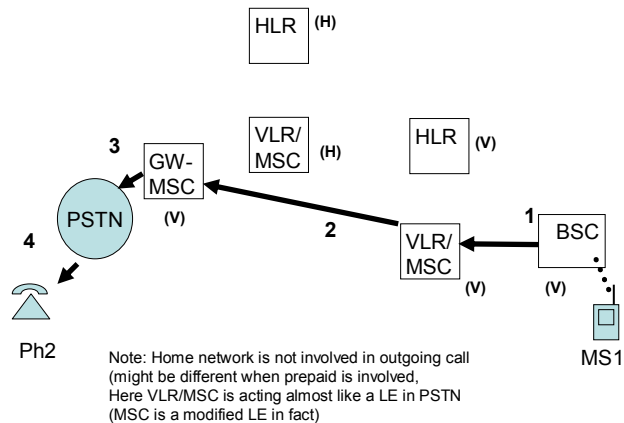 HLR (H)
VLR/
MSC (H)
HLR (V)
3
GW-
MSC
(V)
PSTN
4
2
1
BSC
(V)
VLR/
MSC
(V)
Ph2
MS1
Note: Home network is not involved in outgoing call
(might be different when prepaid is involved,
Here VLR/MSC is acting almost like a LE in PSTN
(MSC is a modified LE in fact)